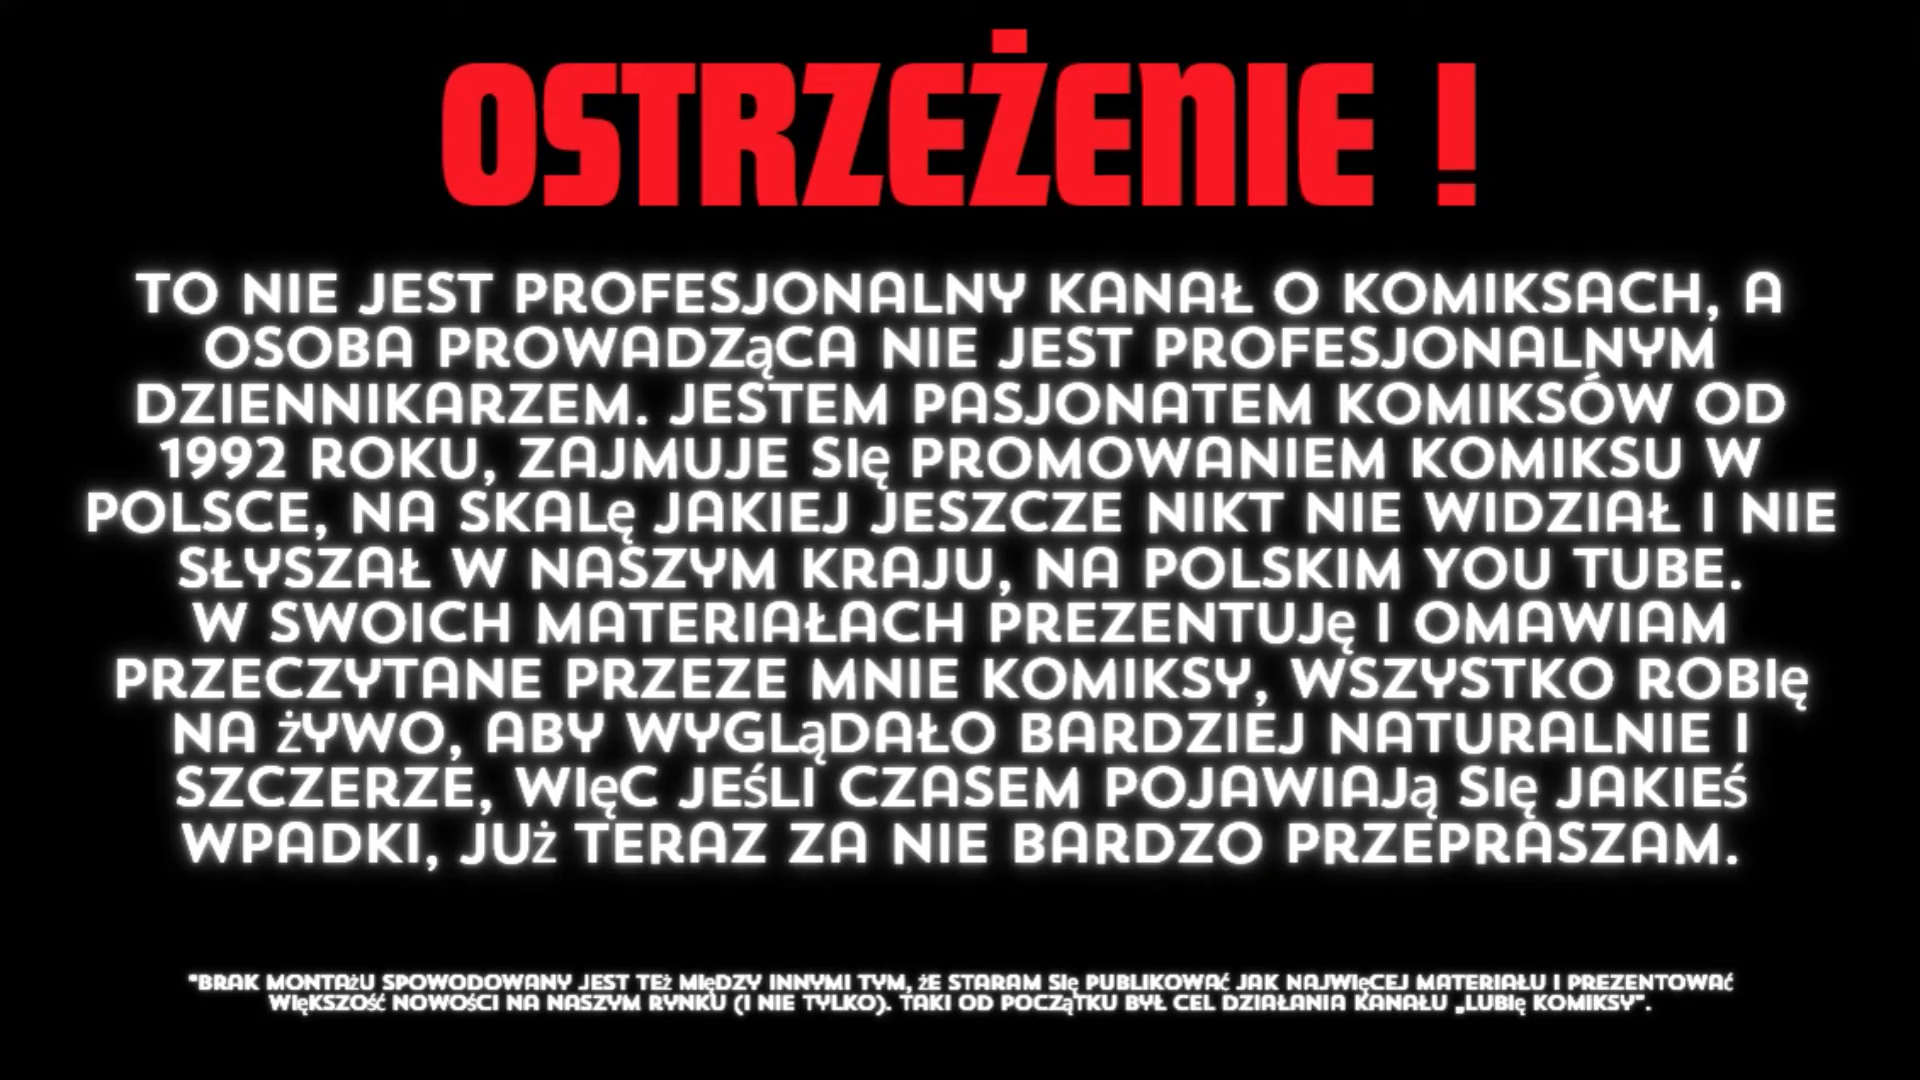 OSTRZEŻENIE !
TO NIE JEST PROFESJONALNY KANAŁ O KOMIKSACH, A
OSOBA PROWADZąCA NIE JEST PROFESJONALNYM
DZIENNIKARZEM. JESTEM PASJONATEM KOMIKSÓW OD
1992 ROKU, ZAJMUJE SIę PROMOWANIEM KOMIKSU W
POLSCE, NA SKALę JAKIEJ JESZCZE NIKT NIE WIDZIAŁ I NIE
SŁYSZAŁ W NASZYM KRAJU, NA POLSKIM YOU TUBE.
W SWOICH MATERIAŁACH PREZENTUJę I OMAWIAM
PRZECZYTANE PRZEZE MNIE KOMIKSY, WSZYSTKO ROBIę
NA żYWO, ABY WYGLąDAŁO BARDZIEJ NATURALNIE I
SZCZERZE, WIęC JEśLI CZASEM POJAWIAJą SIę JAKIEś
WPADKI, JUż TERAZ ZA NIE BARDZO PRZEPRASZAM.
"BRAK MONTAżU SPOWODOWANY JEST TEż MIęDZY INNYMI TYM, żE STARAM SIę PUBLIKOWAć JAK NAJWIęCEJ MATERIAŁU I PREZENTOWAć
WIęKSZOść NOWOśCI NA NASZYM RYNKU (I NIE TYLKO). TAKI OD POCZąTKU BYŁ CEL DZIAŁANIA KANAŁU „LUBIę KOMIKSY".